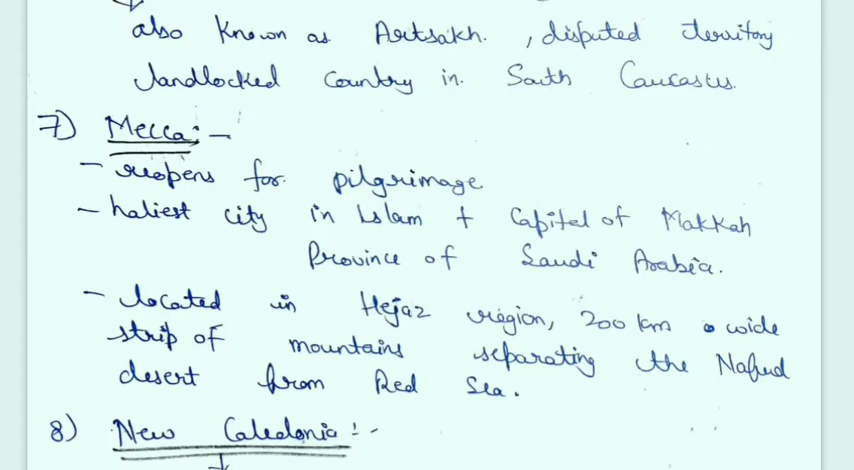 also known as Artsakh. , disputed territory
landlocked country in. South Caucastus.
7) Mecca:-
- reopens for. pilgrimage.
- haliest city in Islam + Capital of Makkah
Province of Saudi Arabia.
- located in Hejaz region, 200 km wide
strip of mountains separating the Nafud
desert from Red Sea.
8) New Caledonia:-